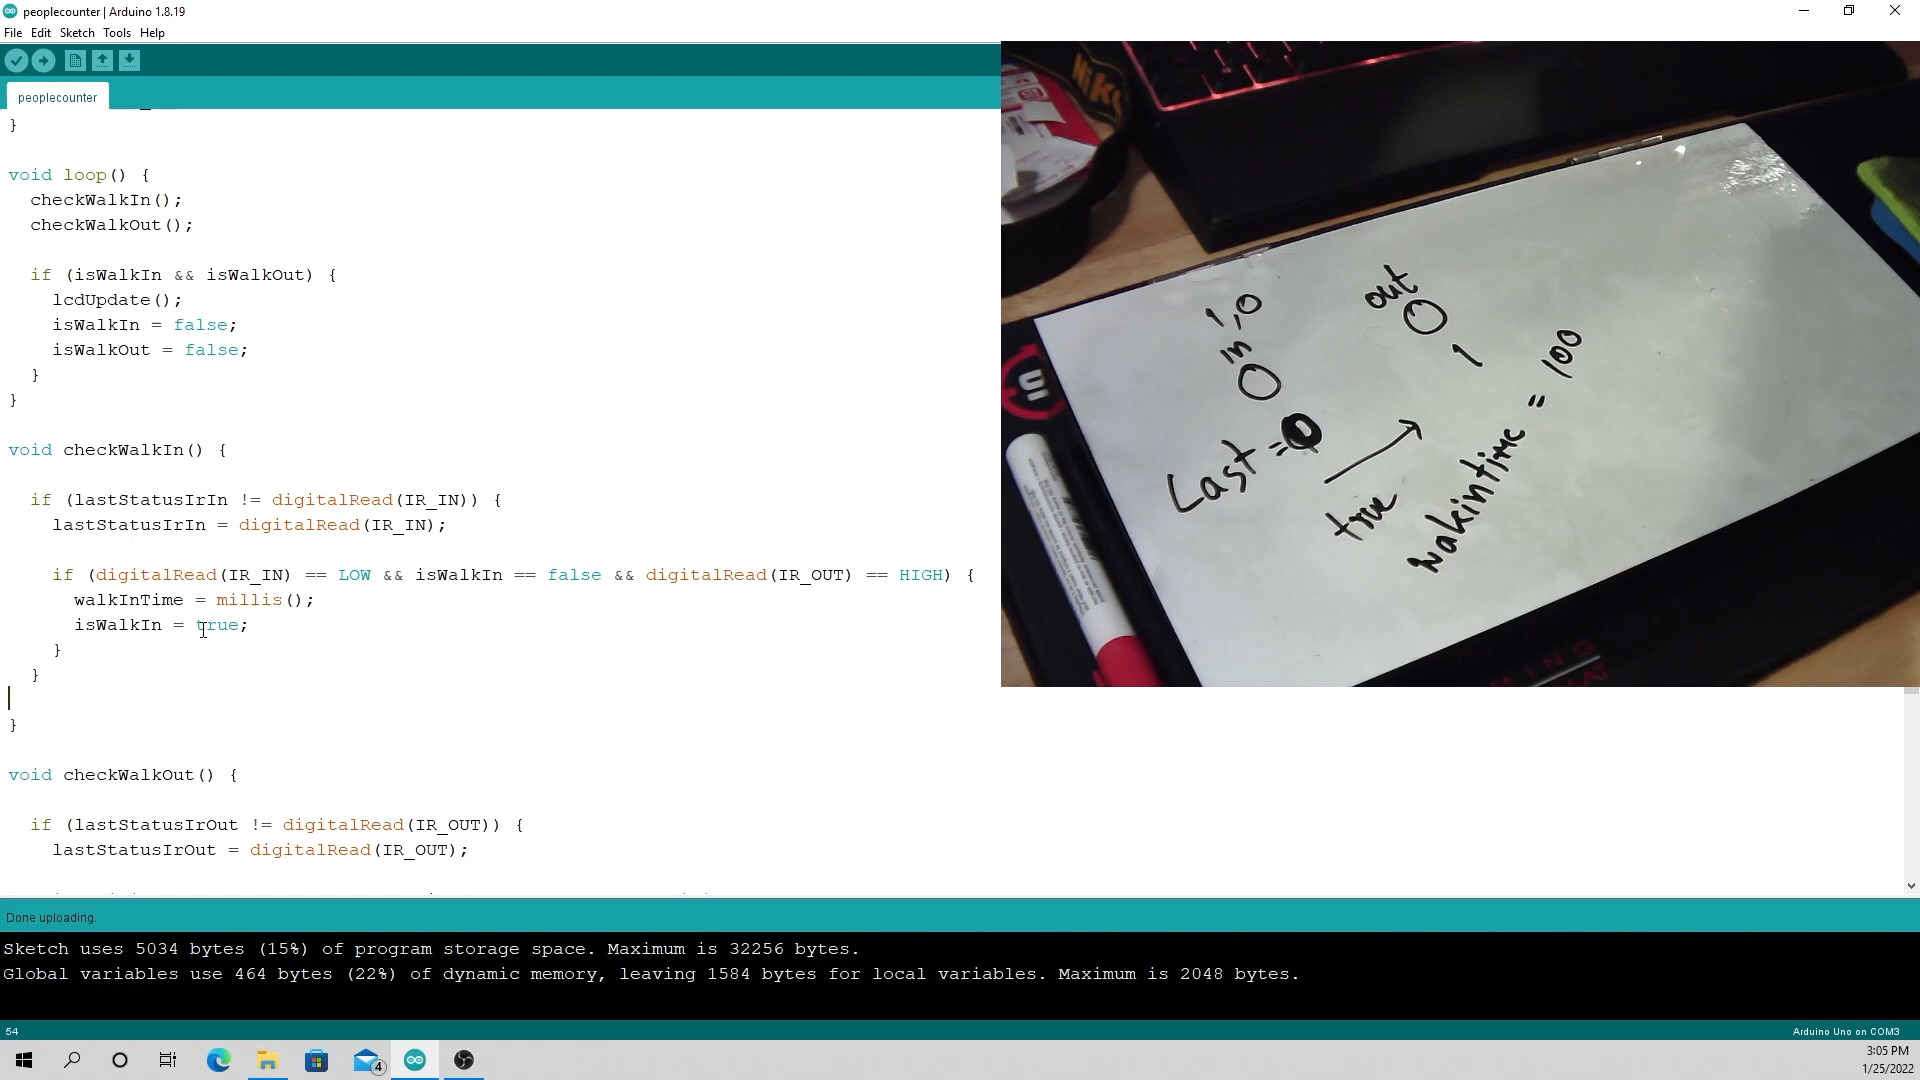 peoplecounter | Arduino 1.8.19
File Edit Sketch Tools Help
peoplecounter
}
void loop() {
checkWalkIn();
checkWalkOut();
if (isWalkIn && isWalkOut) {
lcdUpdate();
isWalkIn = false;
isWalkOut = false;
}
}
void checkWalkIn() {
if (lastStatusIrIn != digitalRead(IR_IN)) {
lastStatusIrIn = digitalRead(IR_IN);
if (digitalRead(IR_IN) == LOW && isWalkIn == false && digitalRead(IR_OUT) == HIGH) {
walkInTime = millis();
isWalkIn = true;
}
}
}
void checkWalkOut() {
if (lastStatusIrOut != digitalRead(IR_OUT)) {
lastStatusIrOut = digitalRead(IR_OUT);
1,0
in
out
1
Last = 0
true
walkintime = 100
Done uploading.
Sketch uses 5034 bytes (15%) of program storage space. Maximum is 32256 bytes.
Global variables use 464 bytes (22%) of dynamic memory, leaving 1584 bytes for local variables. Maximum is 2048 bytes.
54
Arduino Uno on COM3
4
3:05 PM
1/25/2022